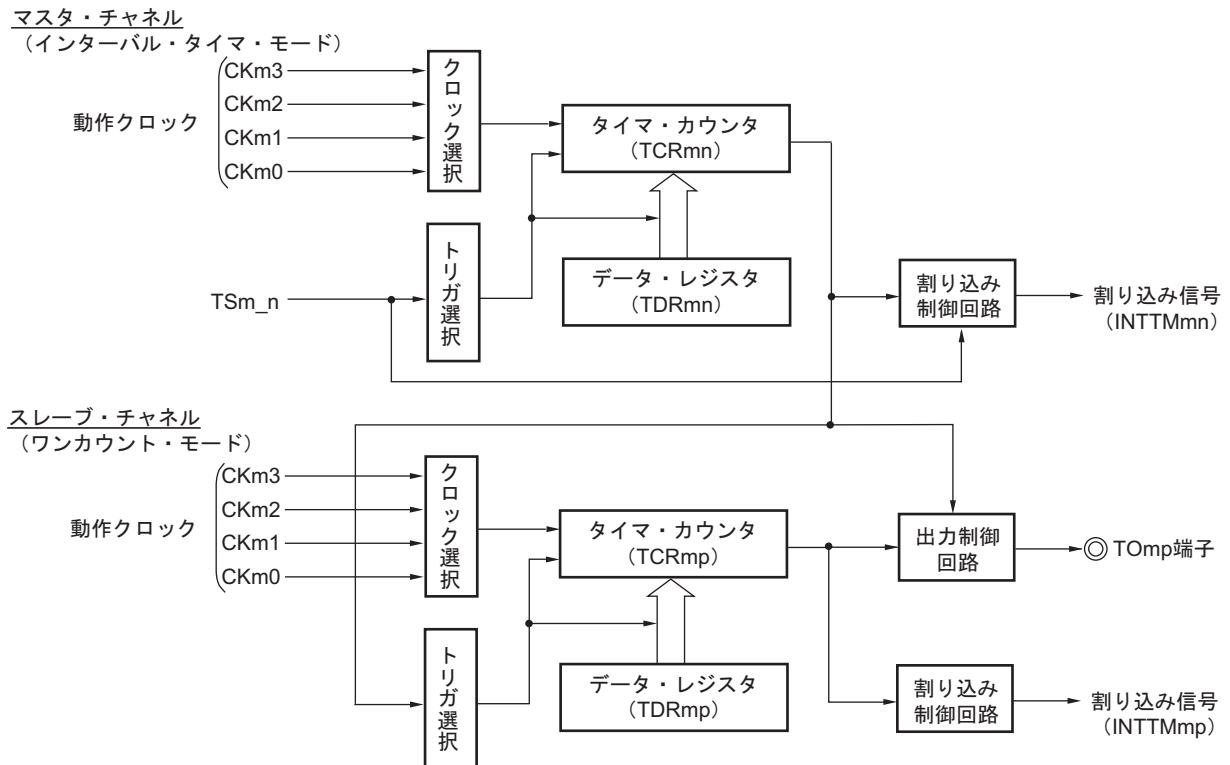 マスタ・チャネル
（インターバル・タイマ・モード）
動作クロック
CKm3
CKm2
CKm1
CKm0
クロック選択
タイマ・カウンタ
（TCRmn）
TSm_n
トリガ選択
データ・レジスタ
（TDRmn）
割り込み
制御回路
割り込み信号
（INTTMmn）
スレーブ・チャネル
（ワンカウント・モード）
動作クロック
CKm3
CKm2
CKm1
CKm0
クロック選択
タイマ・カウンタ
（TCRmp）
出力制御
回路
TOmp端子
トリガ選択
データ・レジスタ
（TDRmp）
割り込み
制御回路
割り込み信号
（INTTMmp）